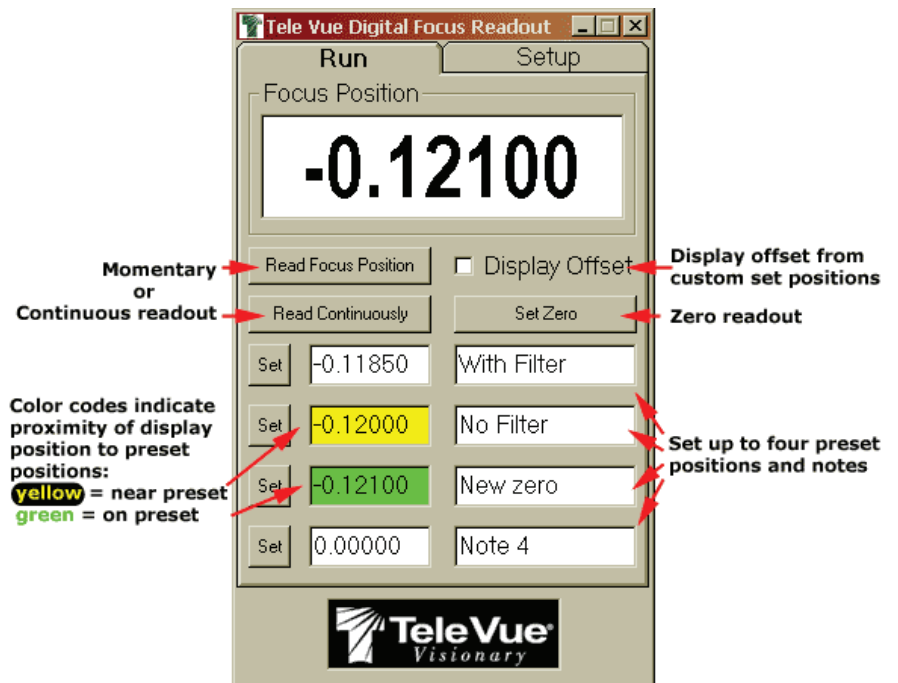 Tele Vue Digital Focus Readout
Run
Setup
Focus Position
-0.12100
Momentary
or
Continuous readout
Read Focus Position
Display Offset
Display offset from
custom set positions
Read Continuously
Set Zero
Zero readout
Set
-0.11850
With Filter
Color codes indicate
proximity of display
position to preset
positions:
yellow = near preset
green = on preset
Set
-0.12000
No Filter
Set up to four preset
positions and notes
Set
-0.12100
New zero
Set
0.00000
Note 4
TeleVue®
Visionary